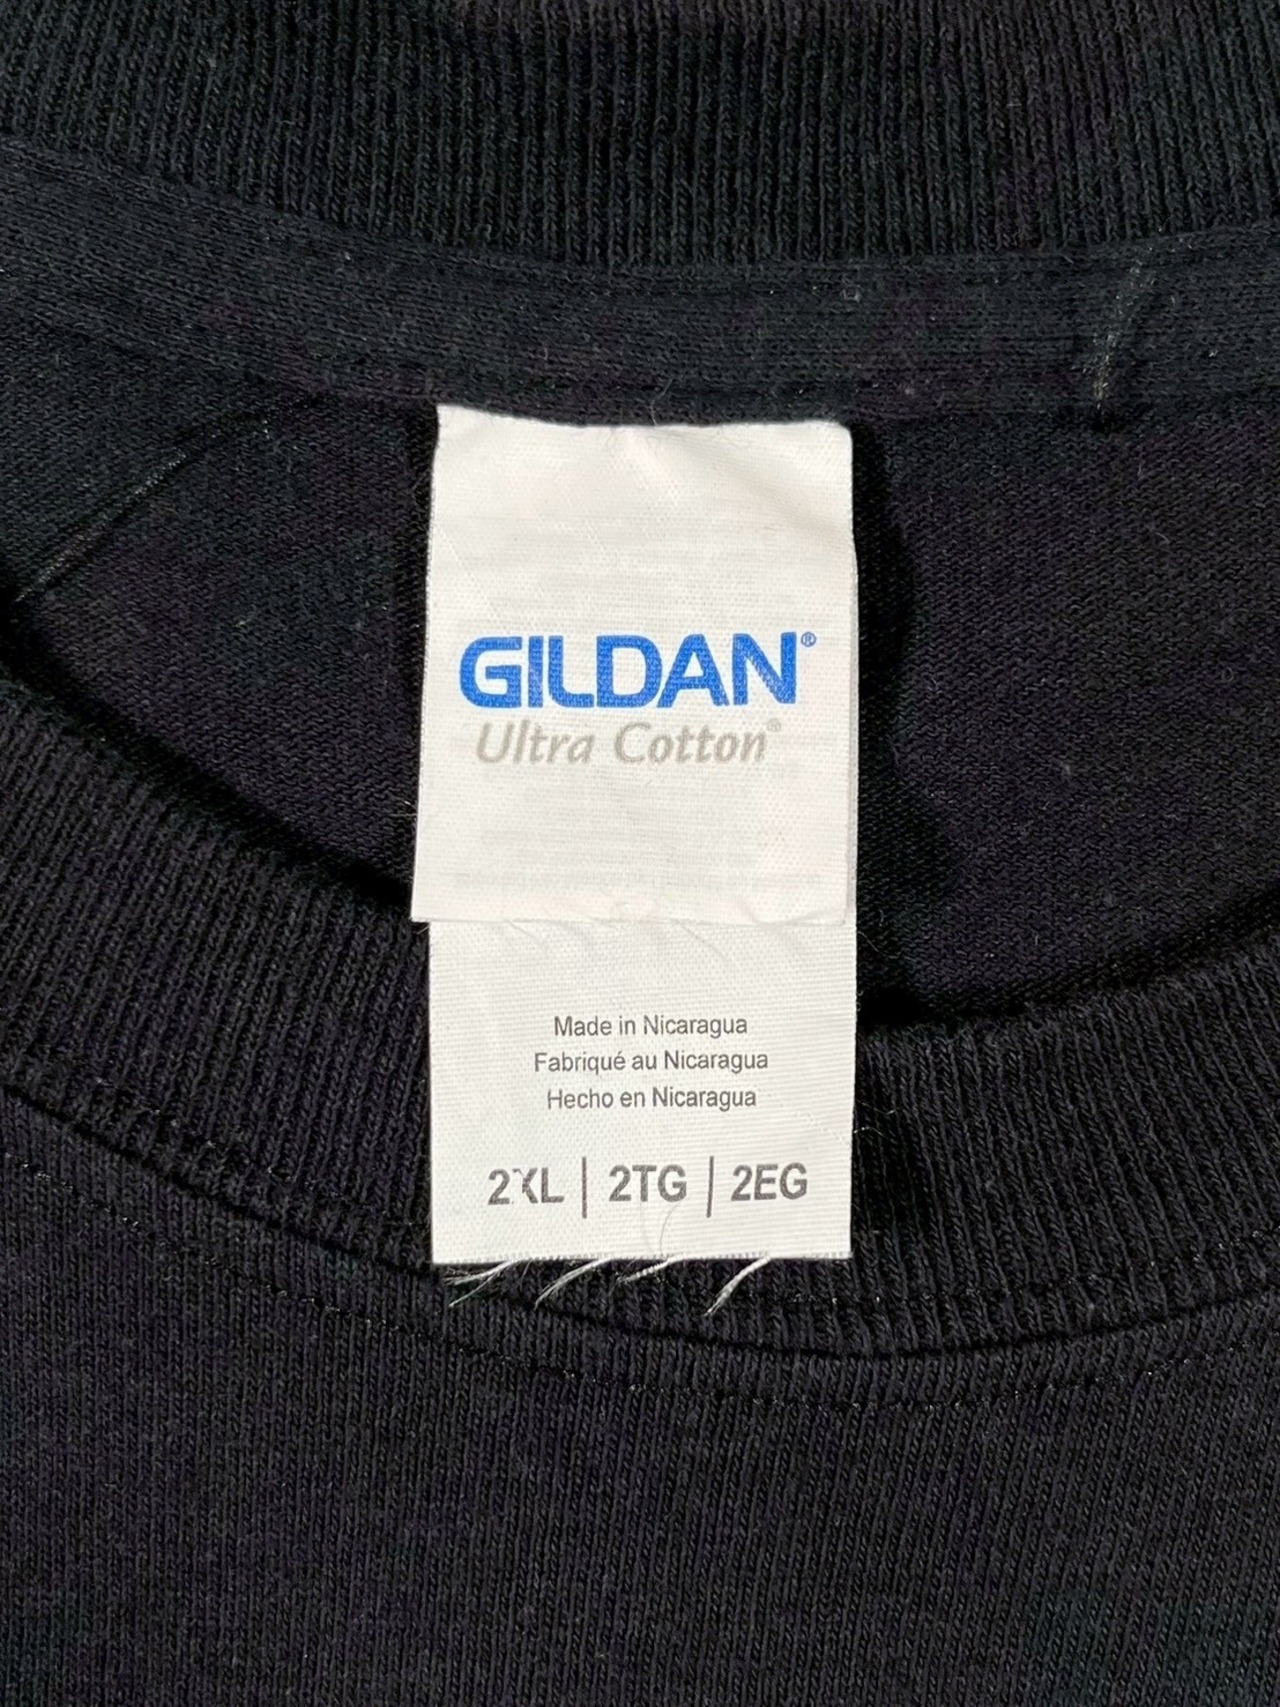 GILDAN®
Ultra Cotton®
Made in Nicaragua
Fabriqué au Nicaragua
Hecho en Nicaragua
2XL | 2TG | 2EG